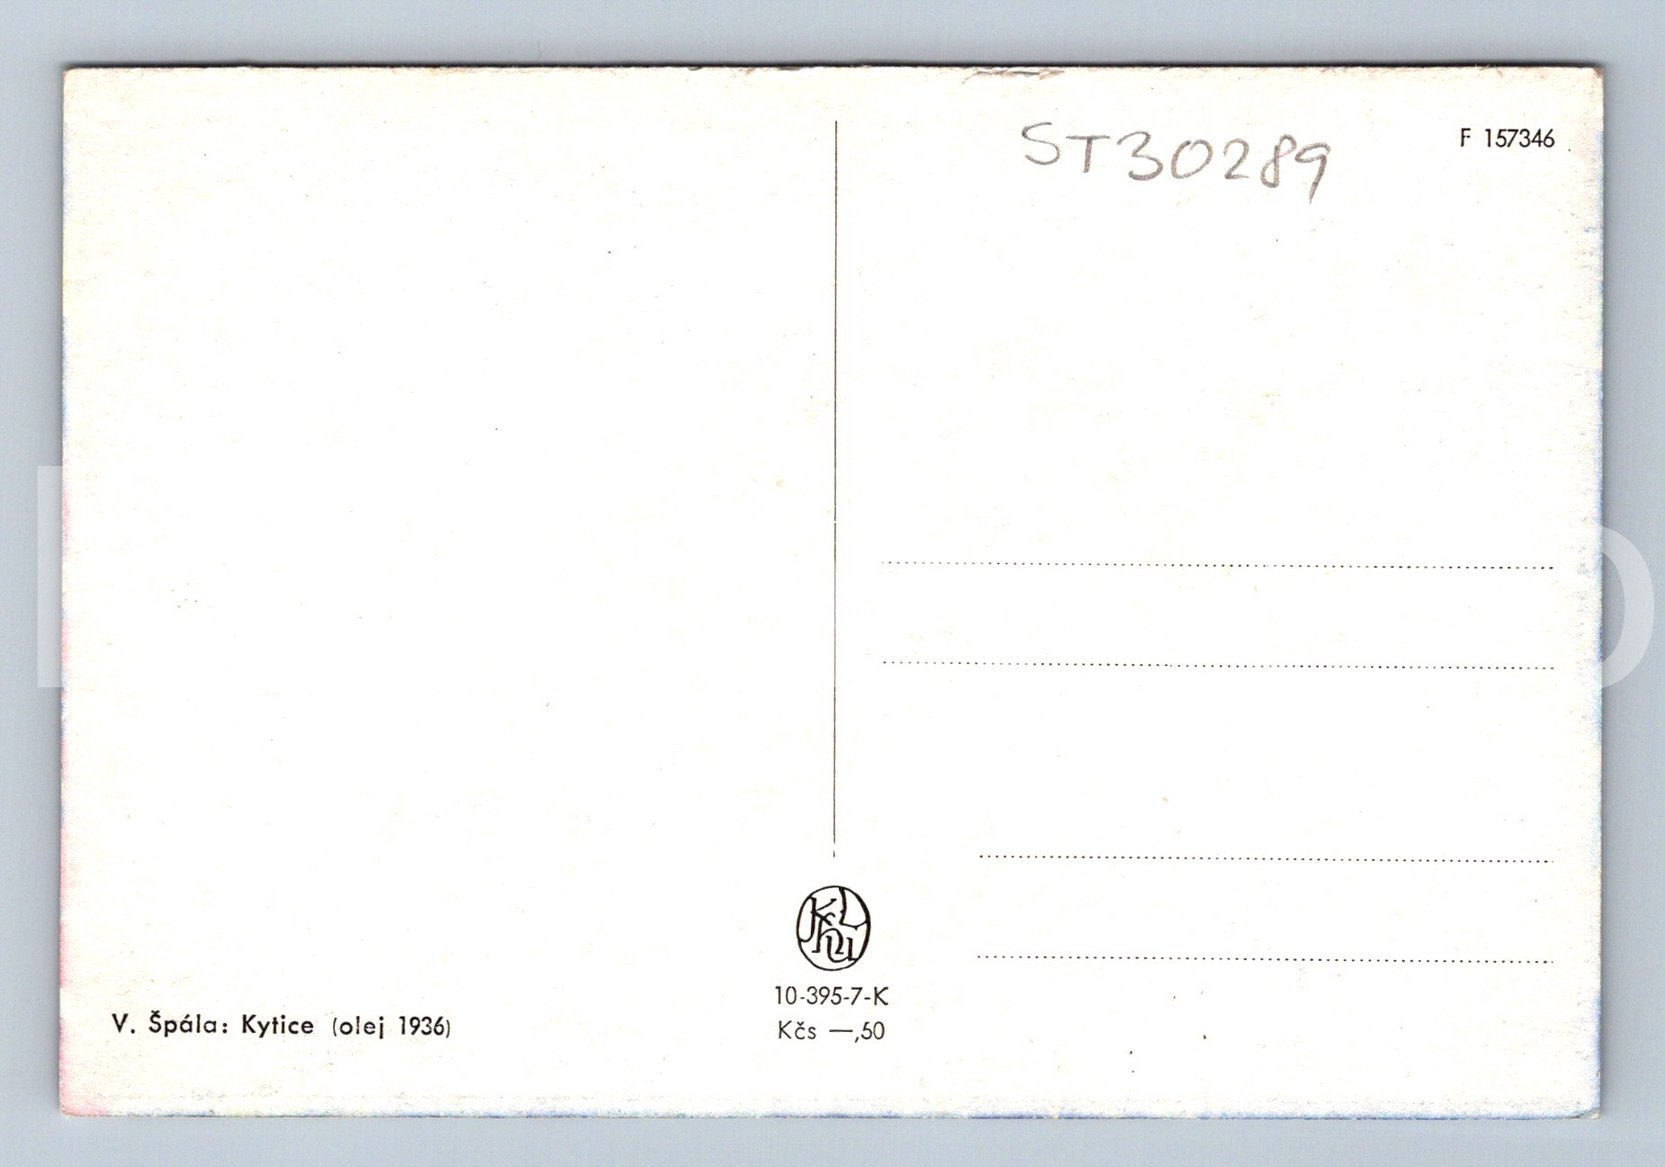 ST30289
F 157346
V. Špála: Kytice (olej 1936)
10-395-7-K
Kčs —,50